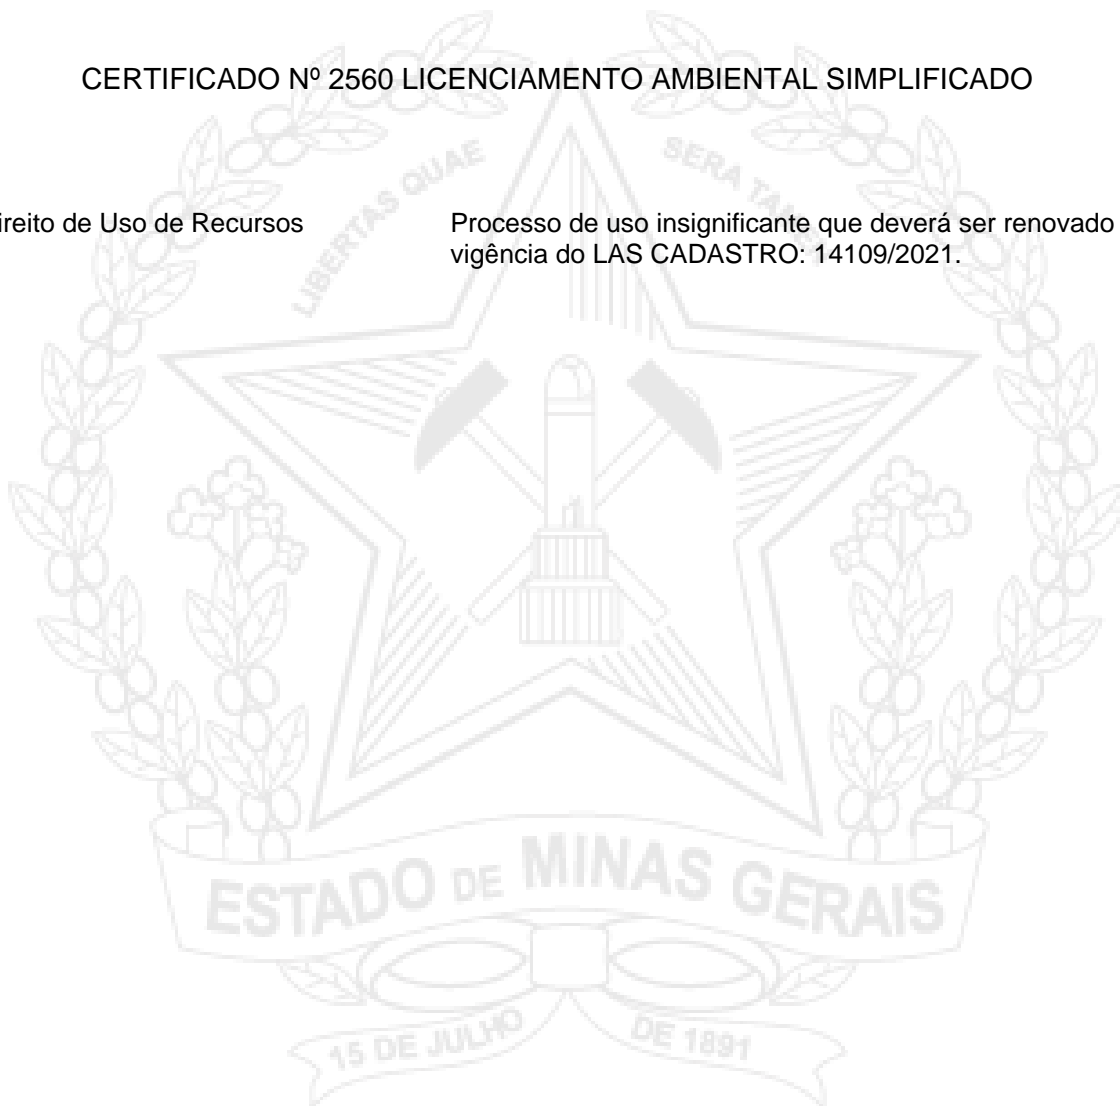 CERTIFICADO Nº 2560 LICENCIAMENTO AMBIENTAL SIMPLIFICADO
LIBERTAS QUAE SERA TAMEN
ireito de Uso de Recursos
Processo de uso insignificante que deverá ser renovado
vigência do LAS CADASTRO: 14109/2021.
ESTADO DE MINAS GERAIS
15 DE JULHO DE 1891